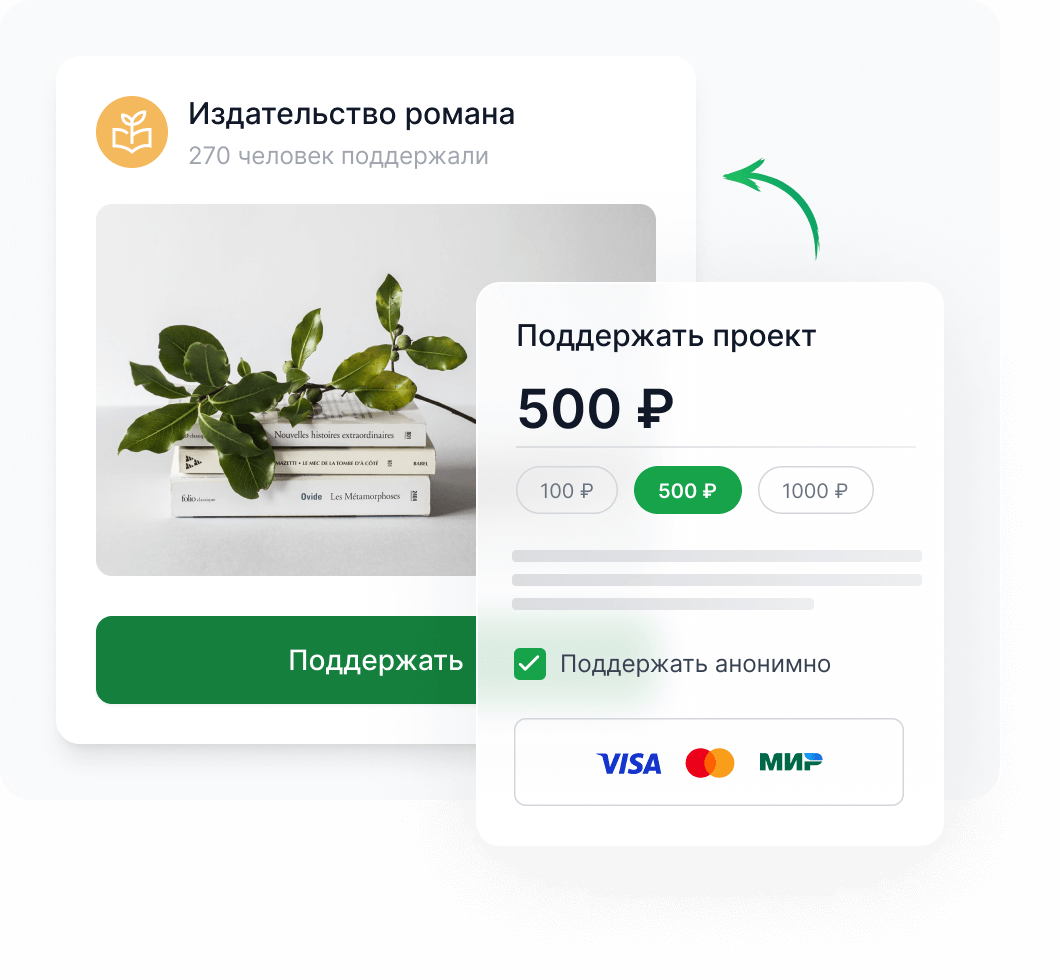 Издательство романа
270 человек поддержали
Nouvelles histoires extraordinaires
MAZETTI • LE MEC DE LA TOMBE D'À CÔTÉ
BABEL
folio classique
Ovide Les Métamorphoses
Поддержать
Поддержать проект
500 ₽
100 ₽
500 ₽
1000 ₽
Поддержать анонимно
VISA
МИР